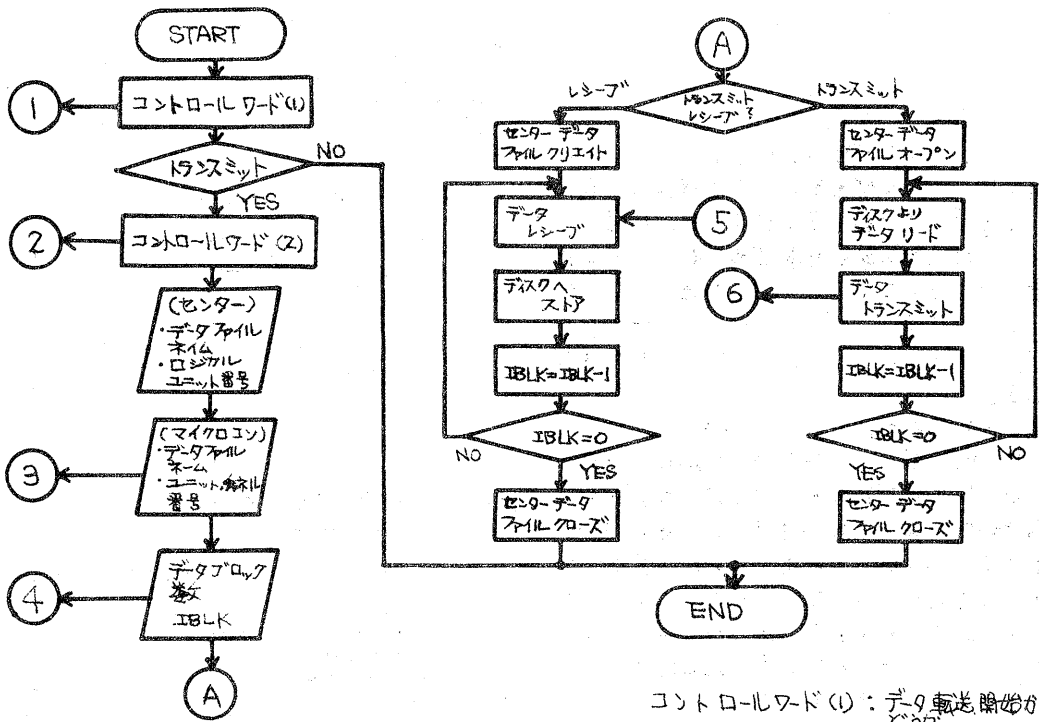 START
コントロールワード(1)
1
トランスミット
NO
YES
コントロールワード(2)
2
(センター)
・データファイル
ネイム
・ロジカル
ユニット番号
(マイクロコン)
・データファイル
ネーム
・ユニット,
番号
3
データブロック
数
IBLK
4
A
A
トランスミット
レシーブ?
レシーブ
トランスミット
センターデータ
ファイルクリエイト
データ
レシーブ
5
ディスクへ
ストア
IBLK=IBLK-1
IBLK=0
NO
YES
センターデータ
ファイルクローズ
センターデータ
ファイルオープン
ディスクより
データリード
データ
トランスミット
6
IBLK=IBLK-1
IBLK=0
NO
YES
センターデータ
ファイルクローズ
END
コントロールワード(1):データ転送開始か